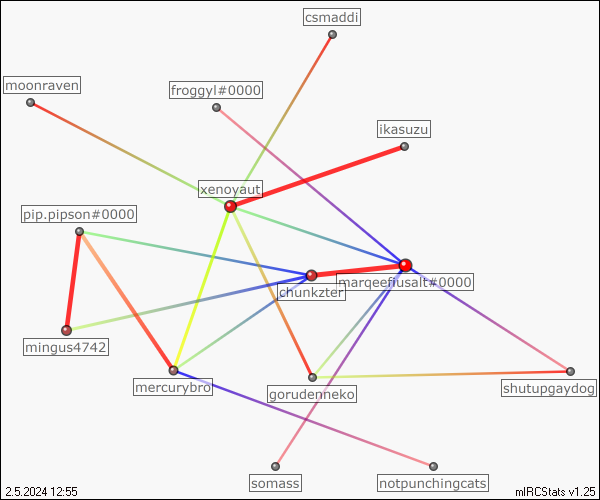 csmaddi
moonraven
froggyl#0000
ikasuzu
xenoyaut
pip.pipson#0000
marqeefiusalt#0000
chunkzter
mingus4742
mercurybro
gorudenneko
shutupgaydog
somass
notpunchingcats
2.5.2024 12:55
mIRCStats v1.25